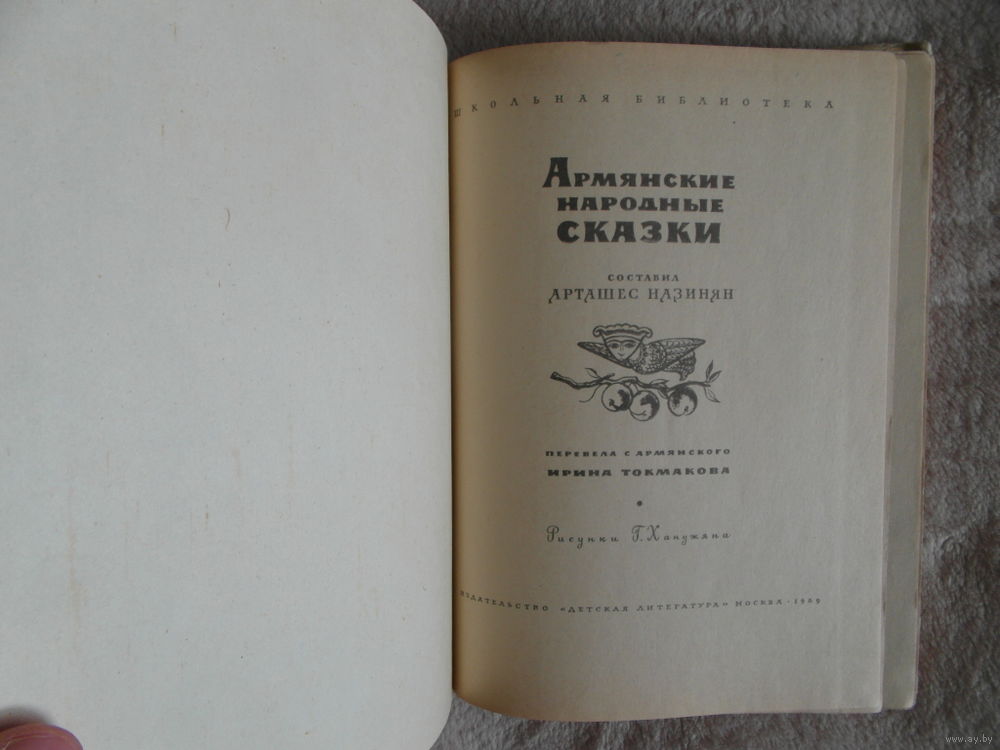 ШКОЛЬНАЯ БИБЛИОТЕКА
АРМЯНСКИЕ
НАРОДНЫЕ
СКАЗКИ
СОСТАВИЛ
АРТАШЕС НАЗИНЯН
ПЕРЕВЕЛА С АРМЯНСКОГО
ИРИНА ТОКМАКОВА
Рисунки Г. Ханджяна
ИЗДАТЕЛЬСТВО «ДЕТСКАЯ ЛИТЕРАТУРА» МОСКВА · 1969
www.ay.by